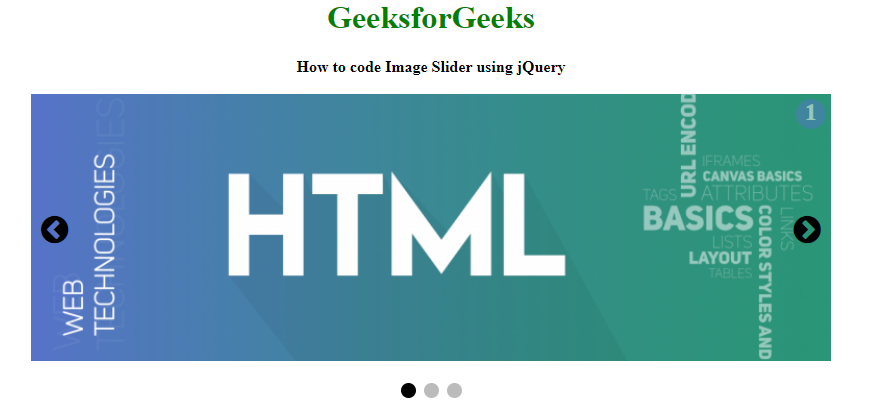 GeeksforGeeks
How to code Image Slider using jQuery
1
WEB
TECHNOLOGIES
HTML
URL ENCOD
IFRAMES
CANVAS BASICS
TAGS
ATTRIBUTES
BASICS
LINKS
LISTS
LAYOUT
TABLES
COLOR STYLES AND